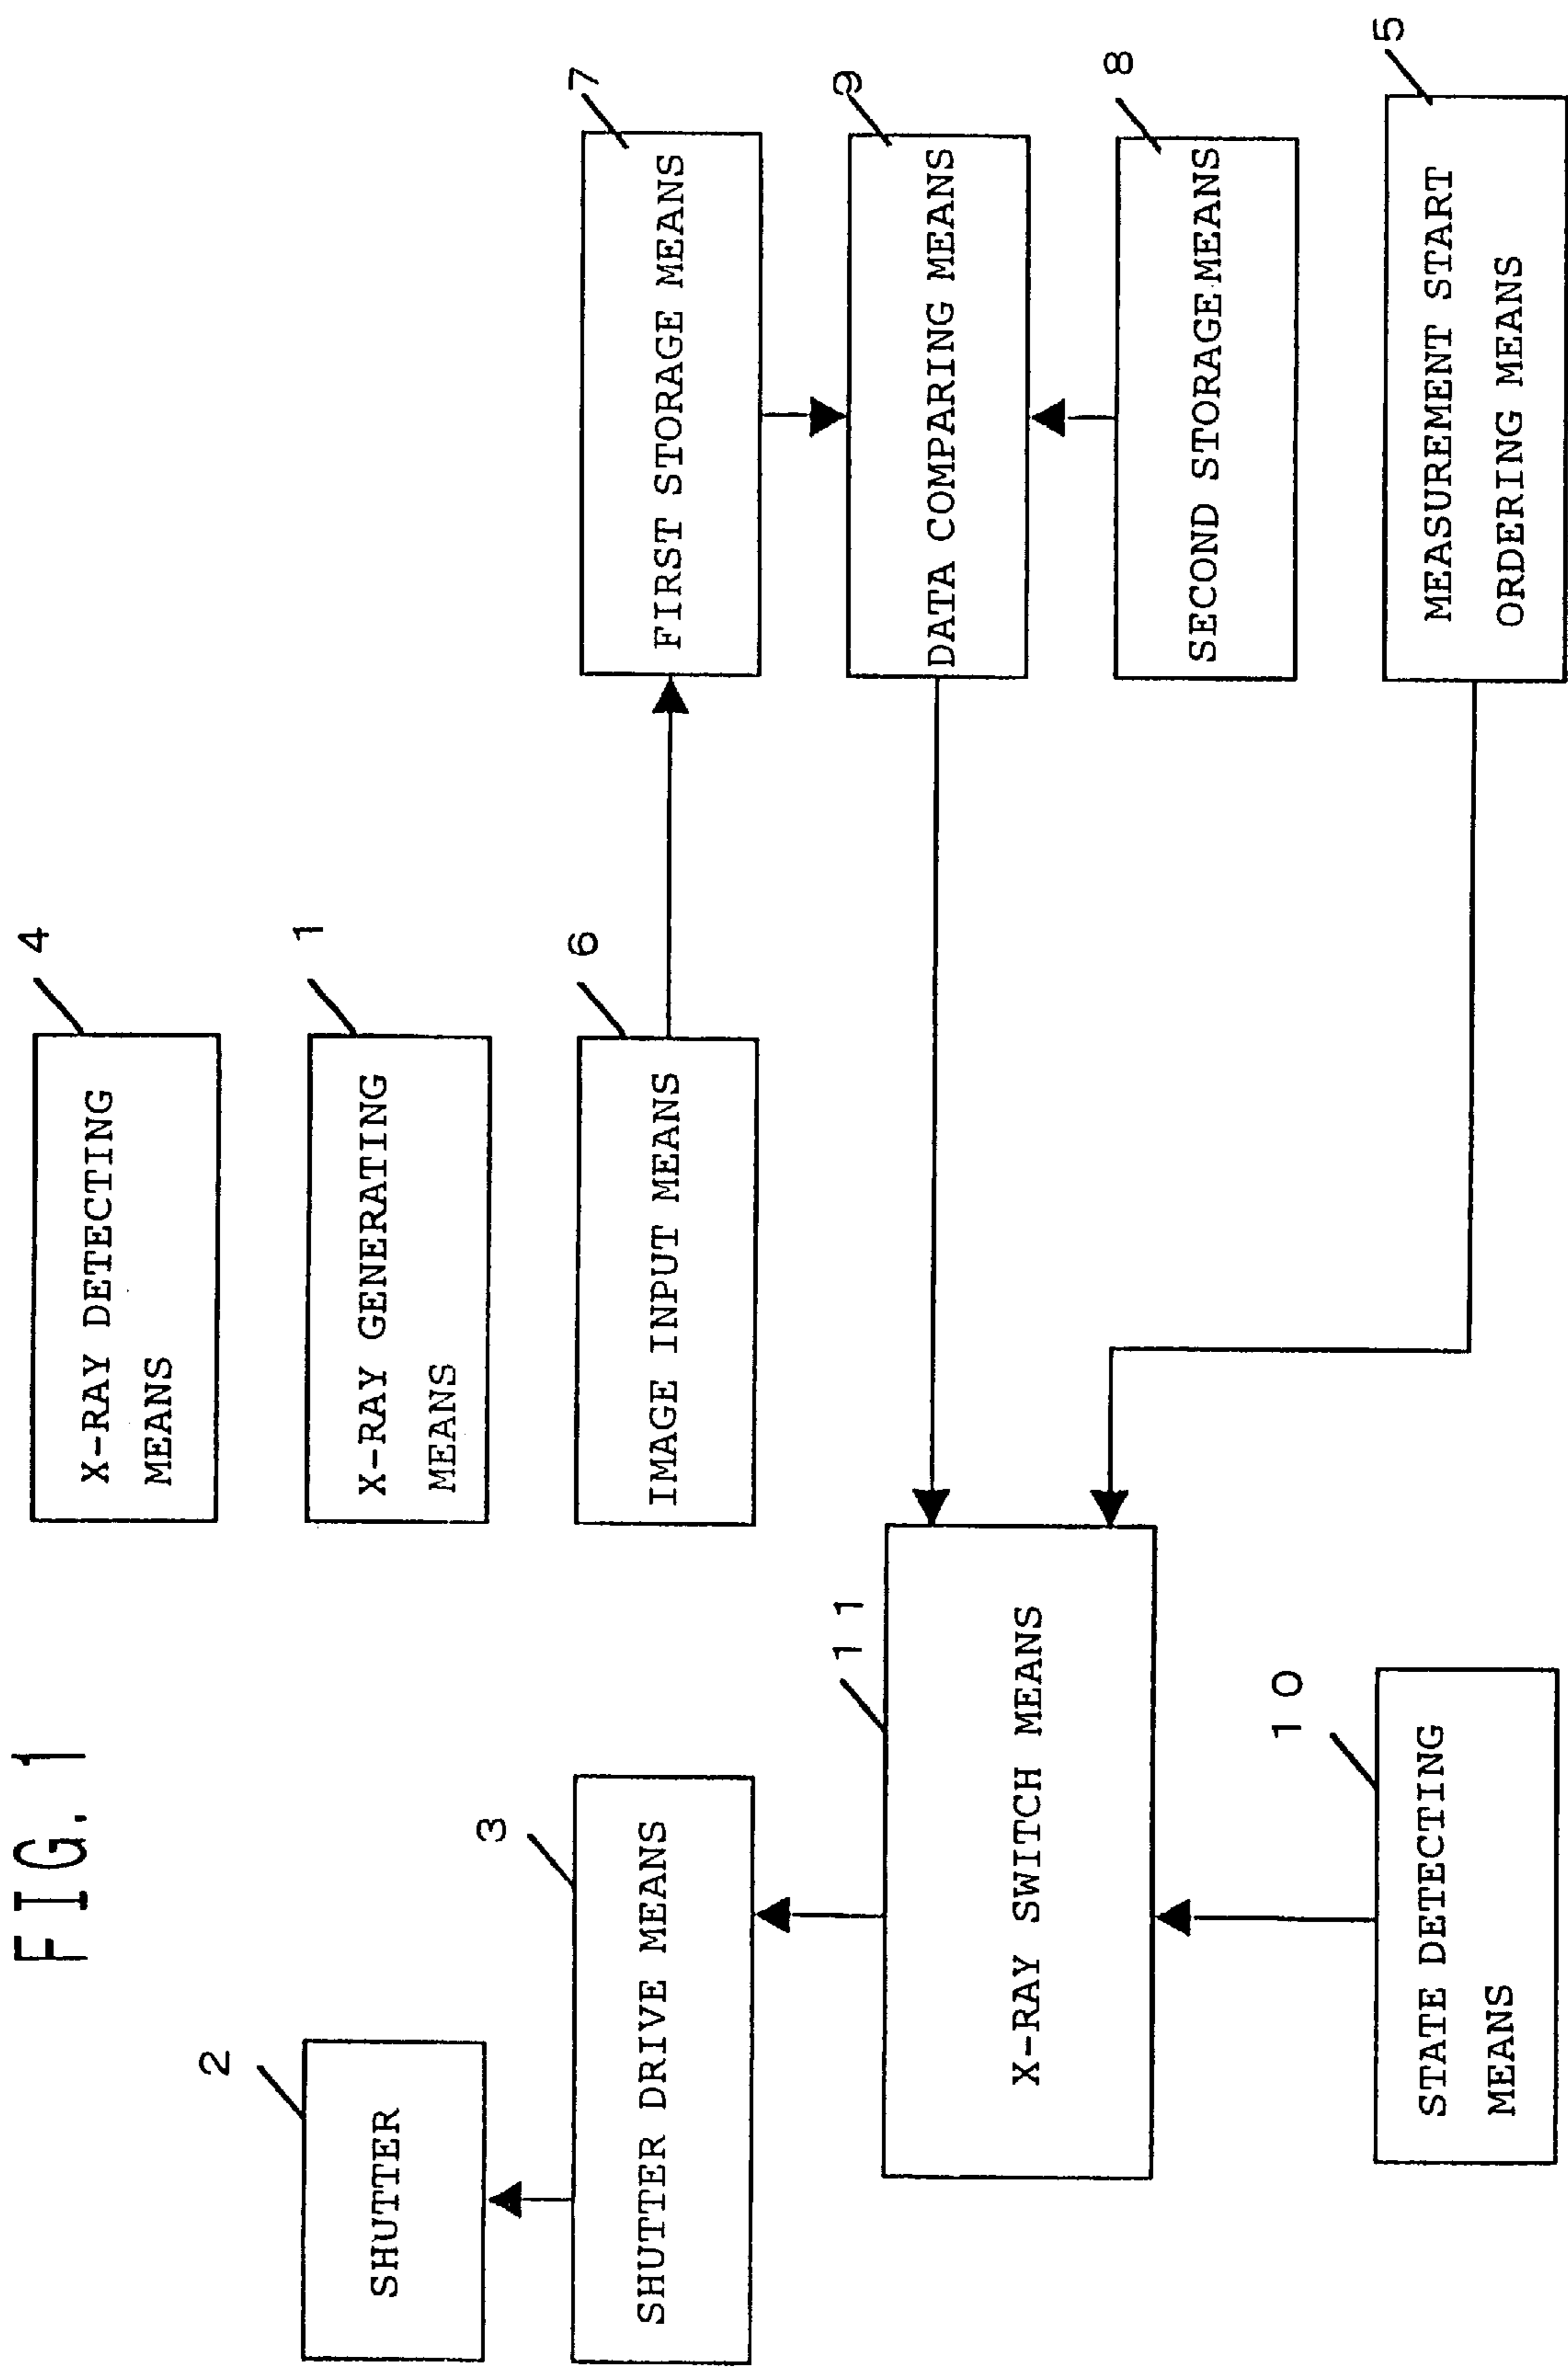 FIG. 1
4
X-RAY DETECTING
MEANS
1
X-RAY GENERATING
MEANS
2
SHUTTER
3
SHUTTER DRIVE MEANS
6
IMAGE INPUT MEANS
7
FIRST STORAGE MEANS
11
X-RAY SWITCH MEANS
9
DATA COMPARING MEANS
8
SECOND STORAGE MEANS
10
STATE DETECTING
MEANS
5
MEASUREMENT START
ORDERING MEANS